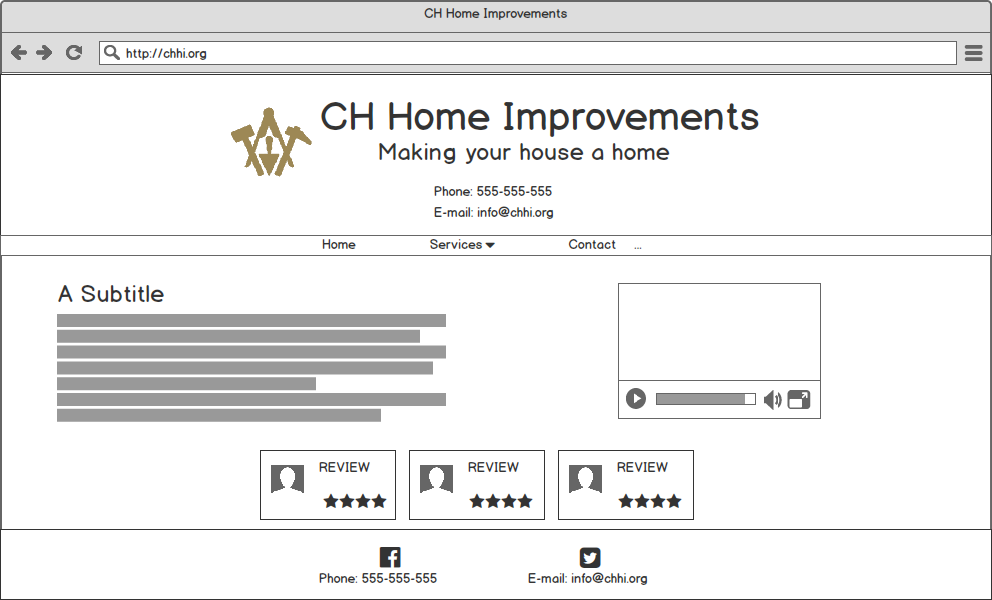 CH Home Improvements
http://chhi.org
CH Home Improvements
Making your house a home
Phone: 555-555-555
E-mail: info@chhi.org
Home Services Contact ...
A Subtitle
REVIEW REVIEW REVIEW
Phone: 555-555-555 E-mail: info@chhi.org